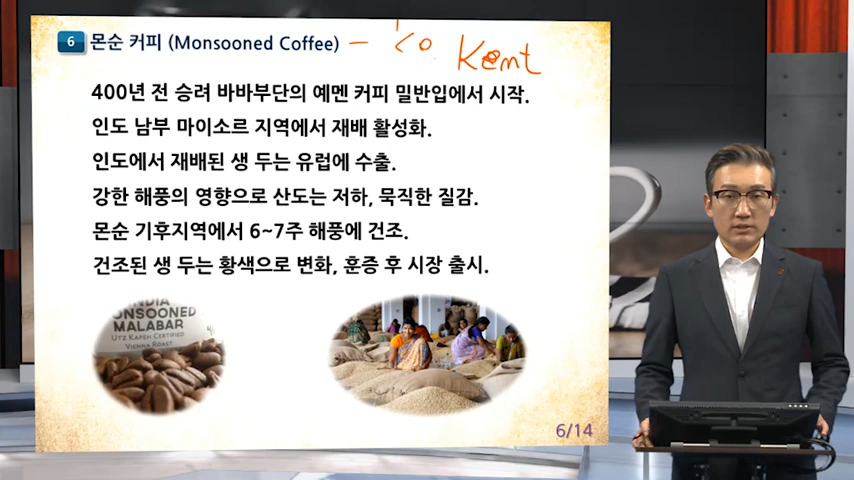 6 몬순 커피 (Monsooned Coffee) –
Kent
400년 전 승려 바바부단의 예멘 커피 밀반입에서 시작.
인도 남부 마이소르 지역에서 재배 활성화.
인도에서 재배된 생 두는 유럽에 수출.
강한 해풍의 영향으로 산도는 저하, 묵직한 질감.
몬순 기후지역에서 6~7주 해풍에 건조.
건조된 생 두는 황색으로 변화, 훈증 후 시장 출시.
INDIA
MONSOONED
MALABAR
UTZ KAPEH CERTIFIED
VIENNA ROAST
6/14